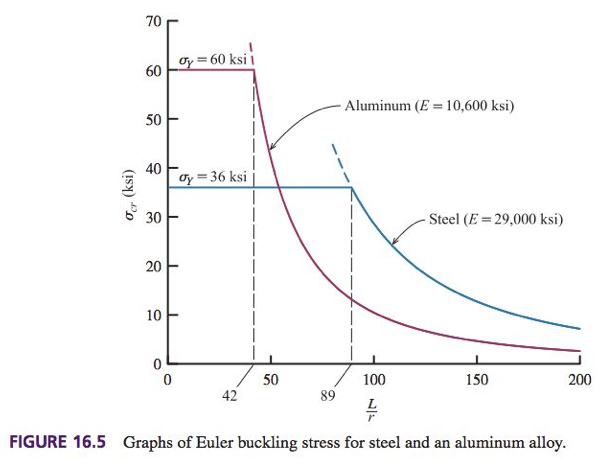 70
σY = 60 ksi
60
50
Aluminum (E = 10,600 ksi)
40
σY = 36 ksi
σcr (ksi)
30
Steel (E = 29,000 ksi)
20
10
0
0
50
100
150
200
42
89
L
r
FIGURE 16.5 Graphs of Euler buckling stress for steel and an aluminum alloy.